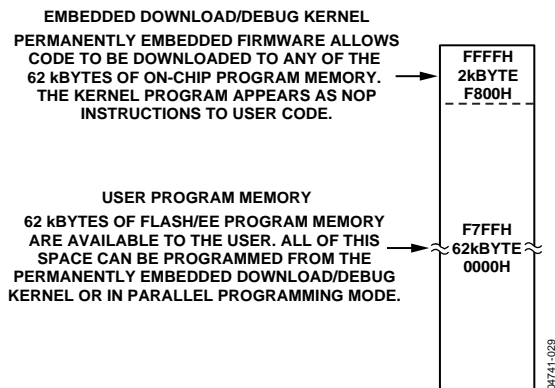 EMBEDDED DOWNLOAD/DEBUG KERNEL
PERMANENTLY EMBEDDED FIRMWARE ALLOWS
CODE TO BE DOWNLOADED TO ANY OF THE
62 kBYTES OF ON-CHIP PROGRAM MEMORY.
THE KERNEL PROGRAM APPEARS AS NOP
INSTRUCTIONS TO USER CODE.
FFFFH
2kBYTE
F800H
USER PROGRAM MEMORY
62 kBYTES OF FLASH/EE PROGRAM MEMORY
ARE AVAILABLE TO THE USER. ALL OF THIS
SPACE CAN BE PROGRAMMED FROM THE
PERMANENTLY EMBEDDED DOWNLOAD/DEBUG
KERNEL OR IN PARALLEL PROGRAMMING MODE.
F7FFH
62kBYTE
0000H
04741-029